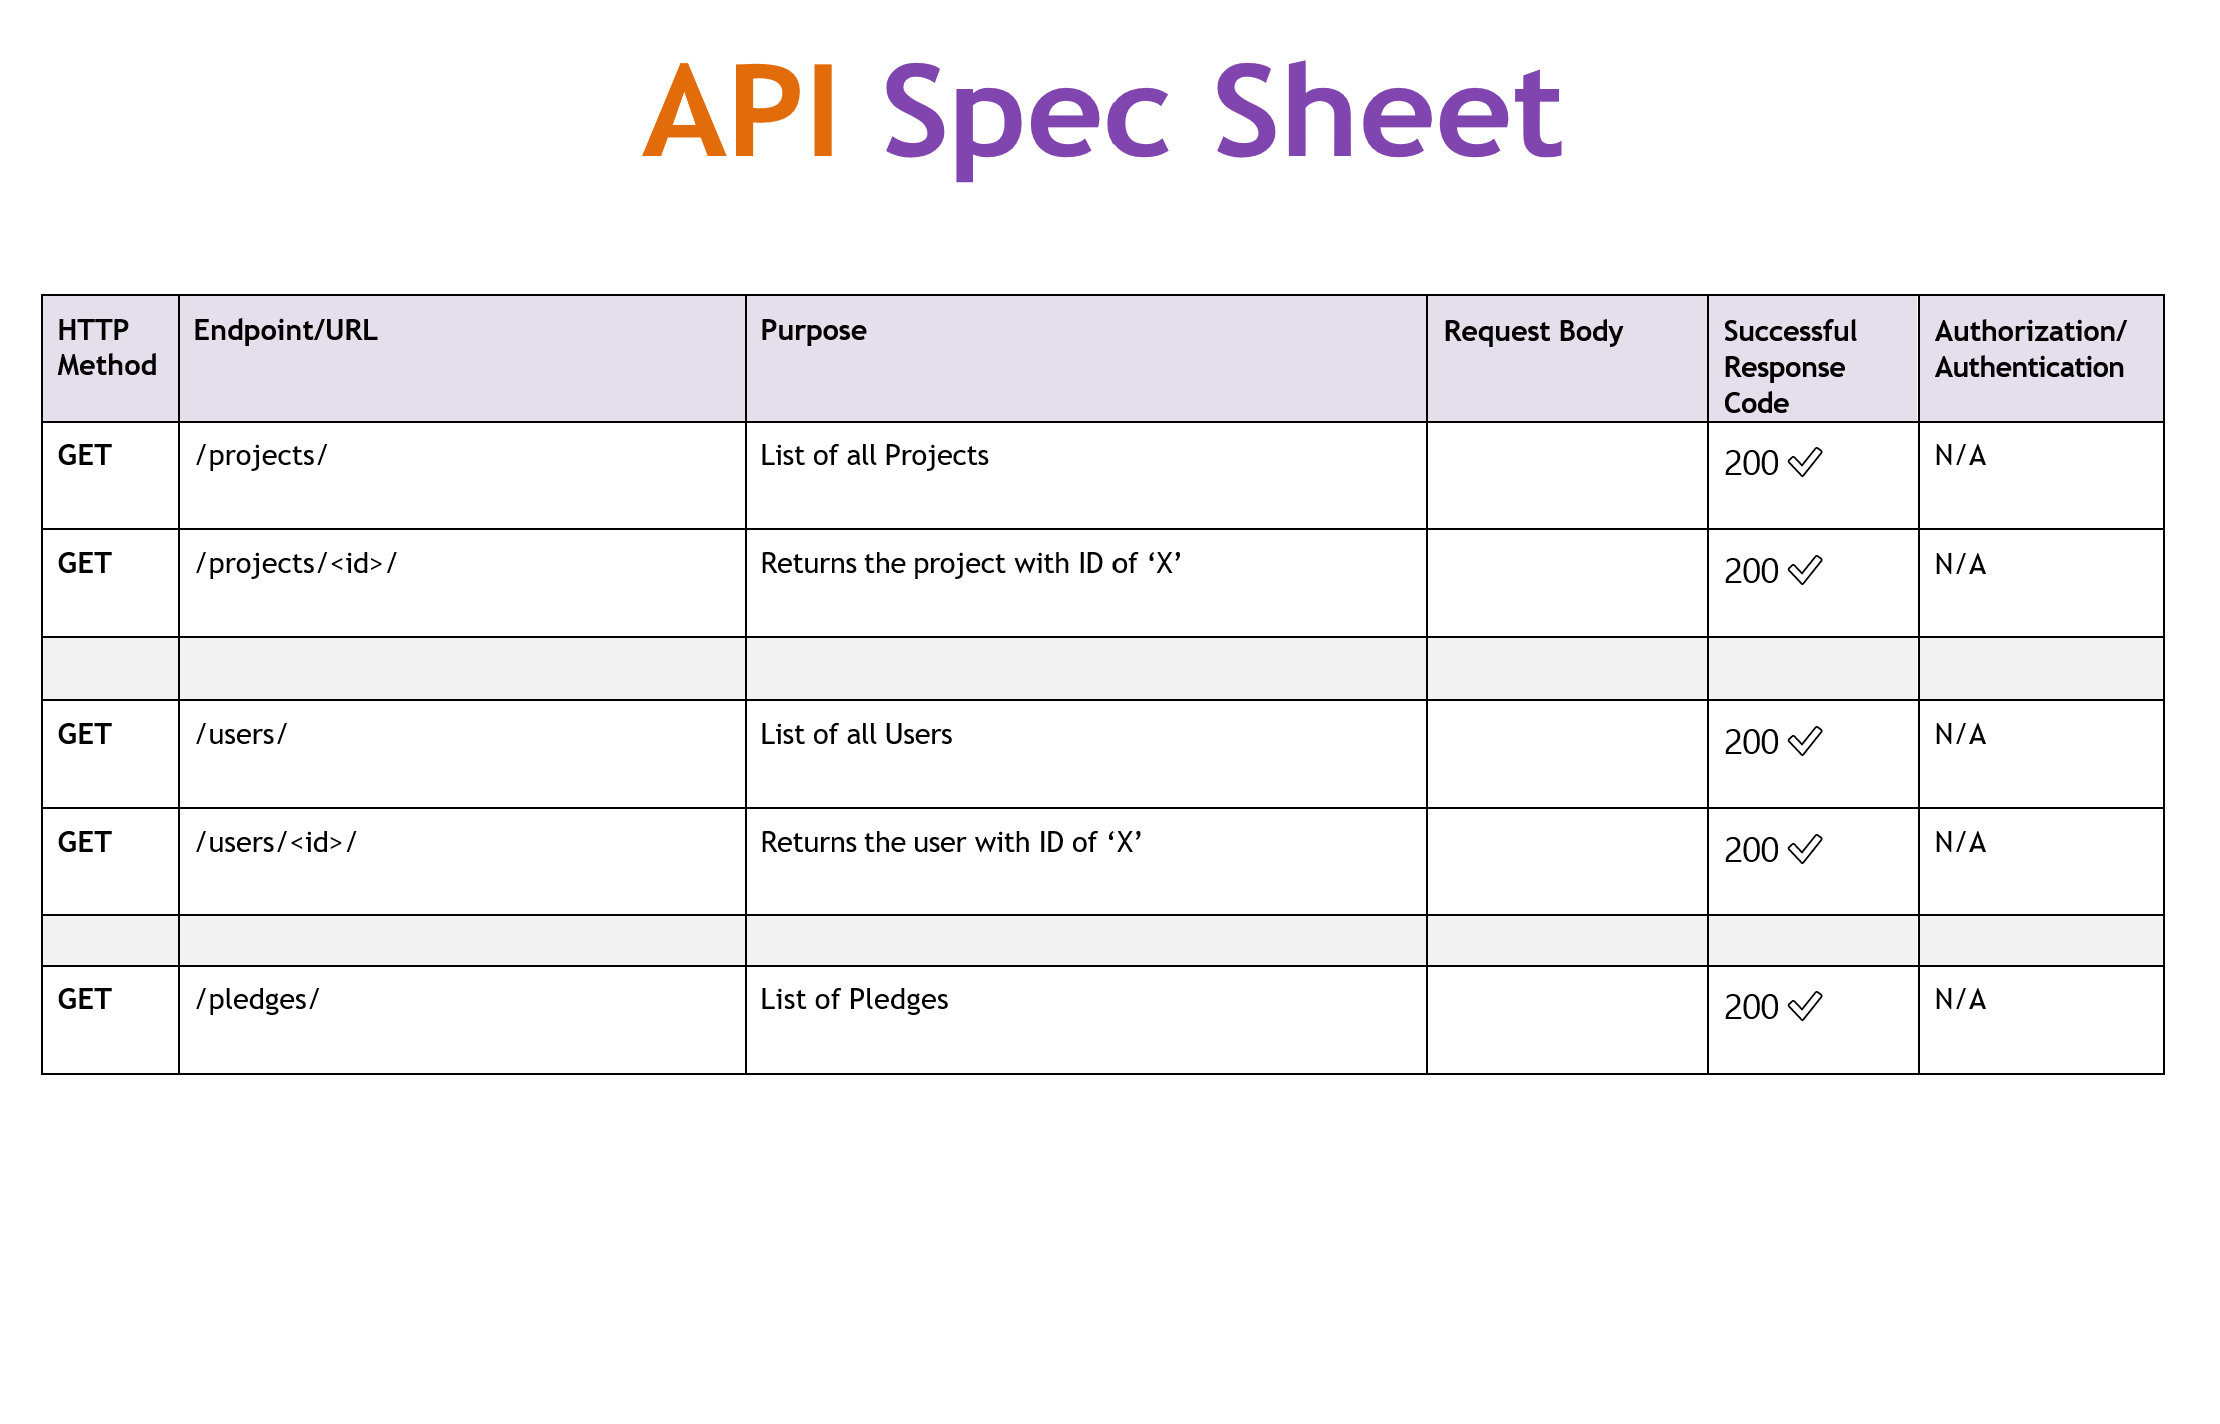 API Spec Sheet
HTTP Method Endpoint/URL Purpose Request Body Successful Response Code Authorization/ Authentication
GET /projects/ List of all Projects 200 ✓ N/A
GET /projects/<id>/ Returns the project with ID of ‘X’ 200 ✓ N/A
GET /users/ List of all Users 200 ✓ N/A
GET /users/<id>/ Returns the user with ID of ‘X’ 200 ✓ N/A
GET /pledges/ List of Pledges 200 ✓ N/A